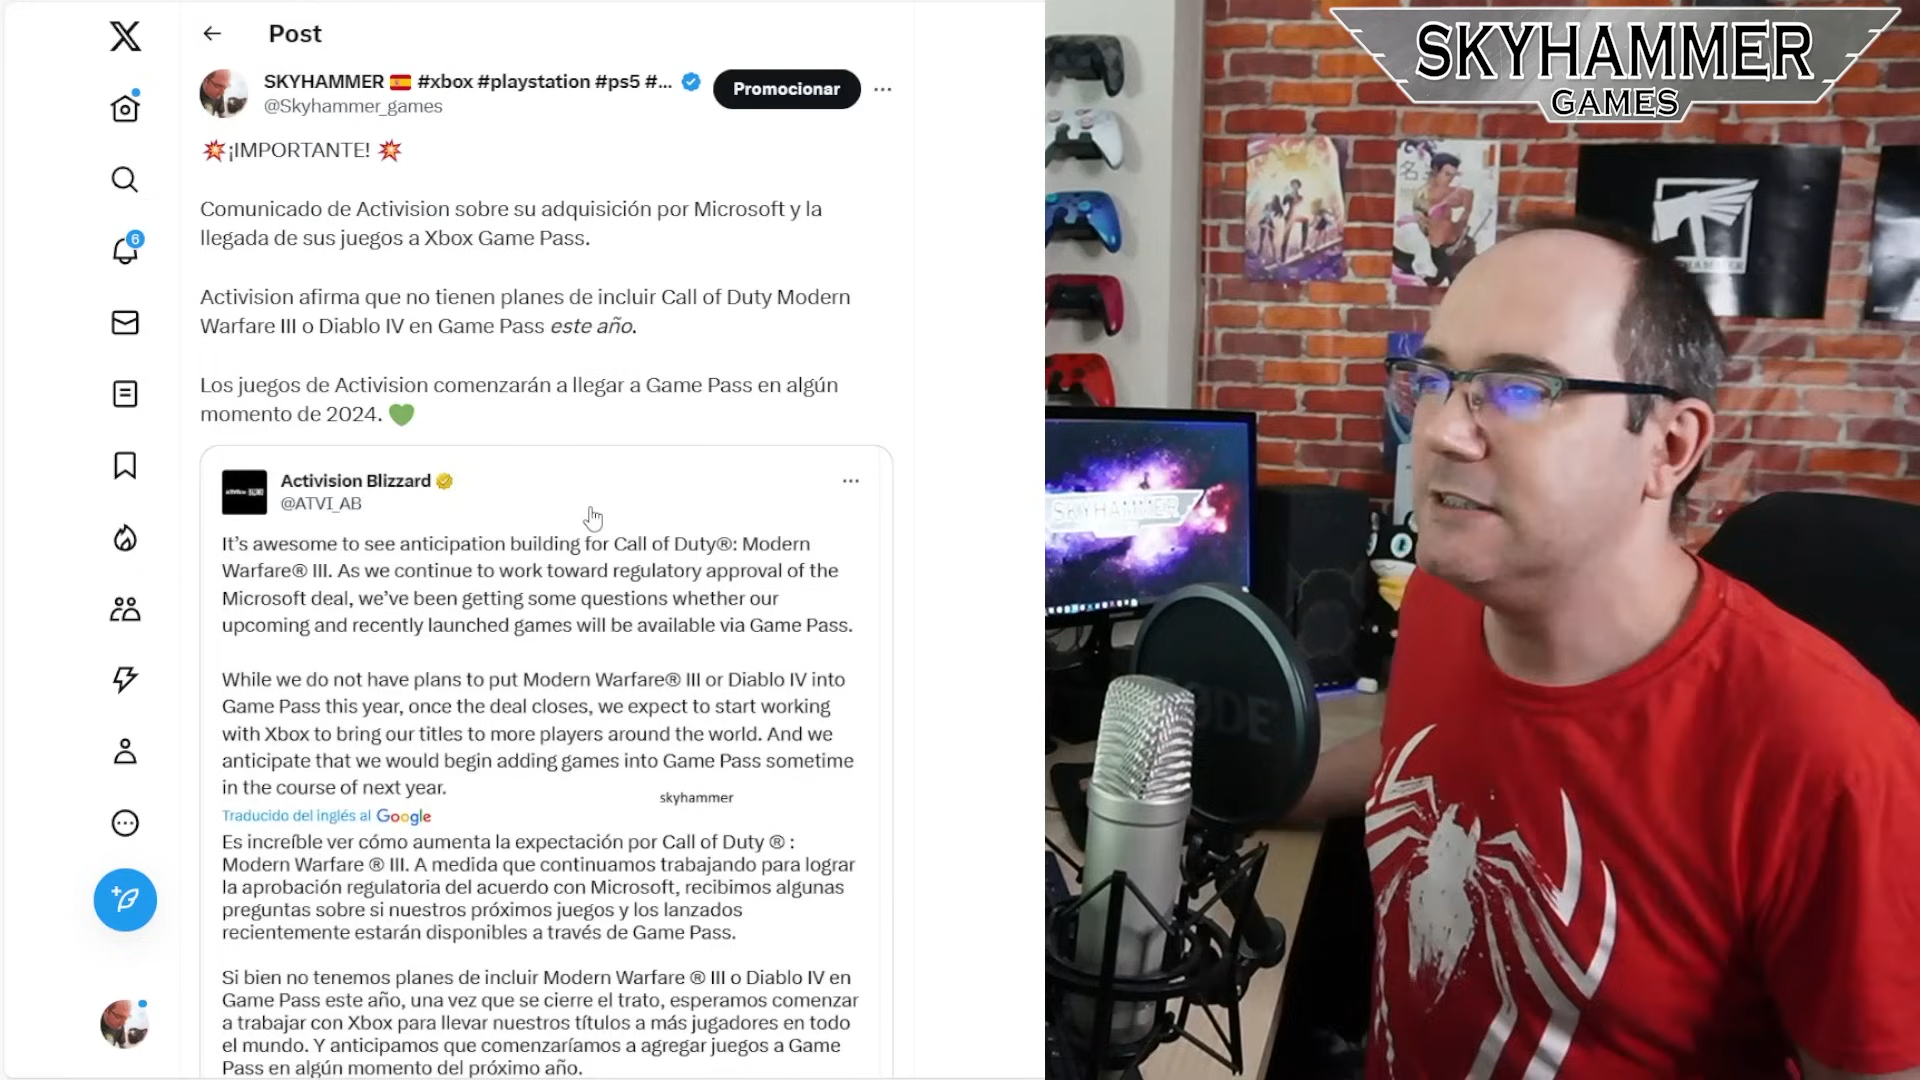 Post
SKYHAMMER 🇪🇸 #xbox #playstation #ps5 #...
@Skyhammer_games
Promocionar
💥¡IMPORTANTE! 💥
Comunicado de Activision sobre su adquisición por Microsoft y la
llegada de sus juegos a Xbox Game Pass.
Activision afirma que no tienen planes de incluir Call of Duty Modern
Warfare III o Diablo IV en Game Pass este año.
Los juegos de Activision comenzarán a llegar a Game Pass en algún
momento de 2024. 💚
Activision Blizzard
@ATVI_AB
It's awesome to see anticipation building for Call of Duty®: Modern
Warfare® III. As we continue to work toward regulatory approval of the
Microsoft deal, we've been getting some questions whether our
upcoming and recently launched games will be available via Game Pass.
While we do not have plans to put Modern Warfare® III or Diablo IV into
Game Pass this year, once the deal closes, we expect to start working
with Xbox to bring our titles to more players around the world. And we
anticipate that we would begin adding games into Game Pass sometime
in the course of next year.
skyhammer
Traducido del inglés al Google
Es increíble ver cómo aumenta la expectación por Call of Duty ® :
Modern Warfare ® III. A medida que continuamos trabajando para lograr
la aprobación regulatoria del acuerdo con Microsoft, recibimos algunas
preguntas sobre si nuestros próximos juegos y los lanzados
recientemente estarán disponibles a través de Game Pass.
Si bien no tenemos planes de incluir Modern Warfare ® III o Diablo IV en
Game Pass este año, una vez que se cierre el trato, esperamos comenzar
a trabajar con Xbox para llevar nuestros títulos a más jugadores en todo
el mundo. Y anticipamos que comenzaríamos a agregar juegos a Game
Pass en algún momento del próximo año.
6
SKYHAMMER
GAMES
SKYHAMMER
RODE